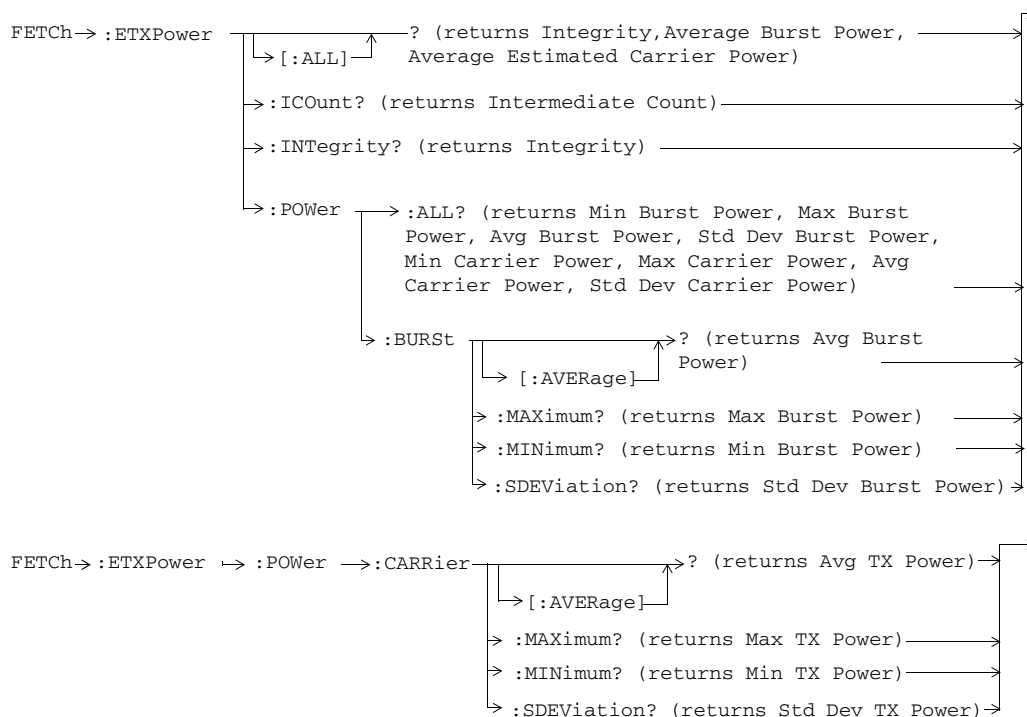 FETCh :ETXPower ? (returns Integrity,Average Burst Power,
[:ALL] Average Estimated Carrier Power)
:ICOunt? (returns Intermediate Count)
:INTegrity? (returns Integrity)
:POWer :ALL? (returns Min Burst Power, Max Burst
Power, Avg Burst Power, Std Dev Burst Power,
Min Carrier Power, Max Carrier Power, Avg
Carrier Power, Std Dev Carrier Power)
:BURSt ? (returns Avg Burst
[:AVERage] Power)
:MAXimum? (returns Max Burst Power)
:MINimum? (returns Min Burst Power)
:SDEViation? (returns Std Dev Burst Power)
FETCh :ETXPower :POWer :CARRier ? (returns Avg TX Power)
[:AVERage]
:MAXimum? (returns Max TX Power)
:MINimum? (returns Min TX Power)
:SDEViation? (returns Std Dev TX Power)